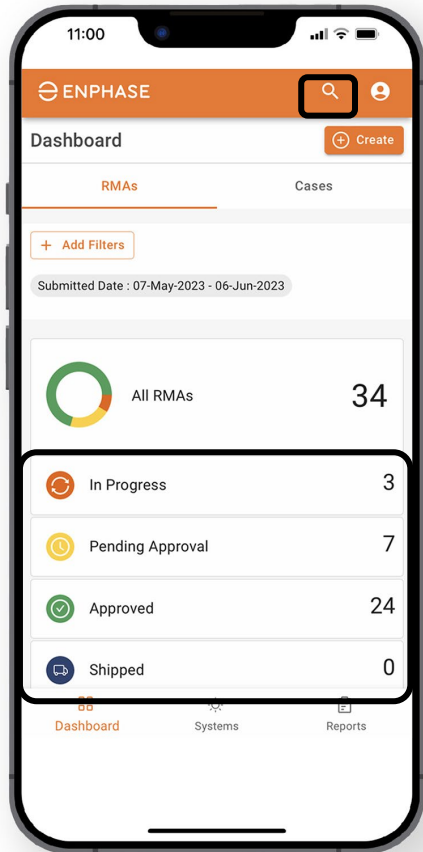 11:00
ENPHASE
Dashboard
Create
RMAs
Cases
+ Add Filters
Submitted Date : 07-May-2023 - 06-Jun-2023
All RMAs 34
In Progress 3
Pending Approval 7
Approved 24
Shipped 0
Dashboard
Systems
Reports